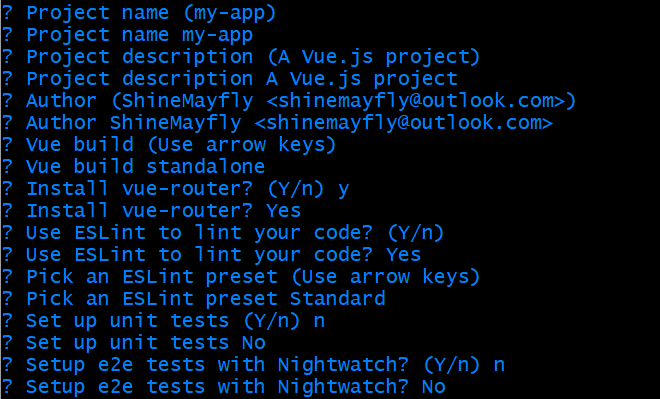 ? Project name (my-app)
? Project name my-app
? Project description (A Vue.js project)
? Project description A Vue.js project
? Author (ShineMayfly <shinemayfly@outlook.com>)
? Author ShineMayfly <shinemayfly@outlook.com>
? Vue build (Use arrow keys)
? Vue build standalone
? Install vue-router? (Y/n) y
? Install vue-router? Yes
? Use ESLint to lint your code? (Y/n)
? Use ESLint to lint your code? Yes
? Pick an ESLint preset (Use arrow keys)
? Pick an ESLint preset Standard
? Set up unit tests (Y/n) n
? Set up unit tests No
? Setup e2e tests with Nightwatch? (Y/n) n
? Setup e2e tests with Nightwatch? No